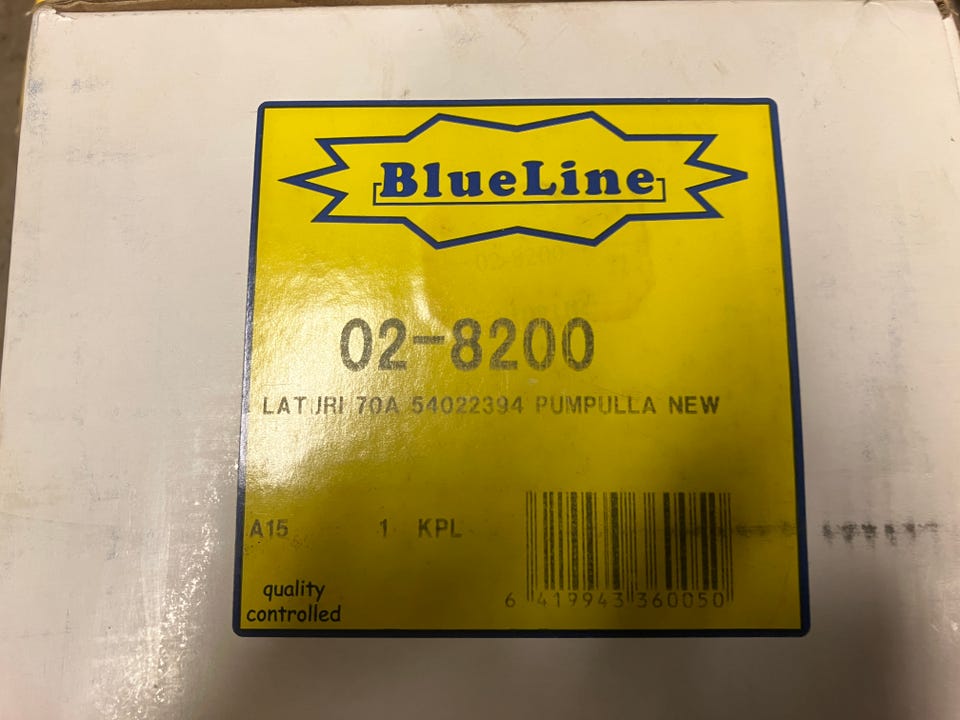 BlueLine
02-8200
LATURI 70A 54022394 PUMPULLA NEW
A15 1 KPL
quality
controlled
6 419943 360050